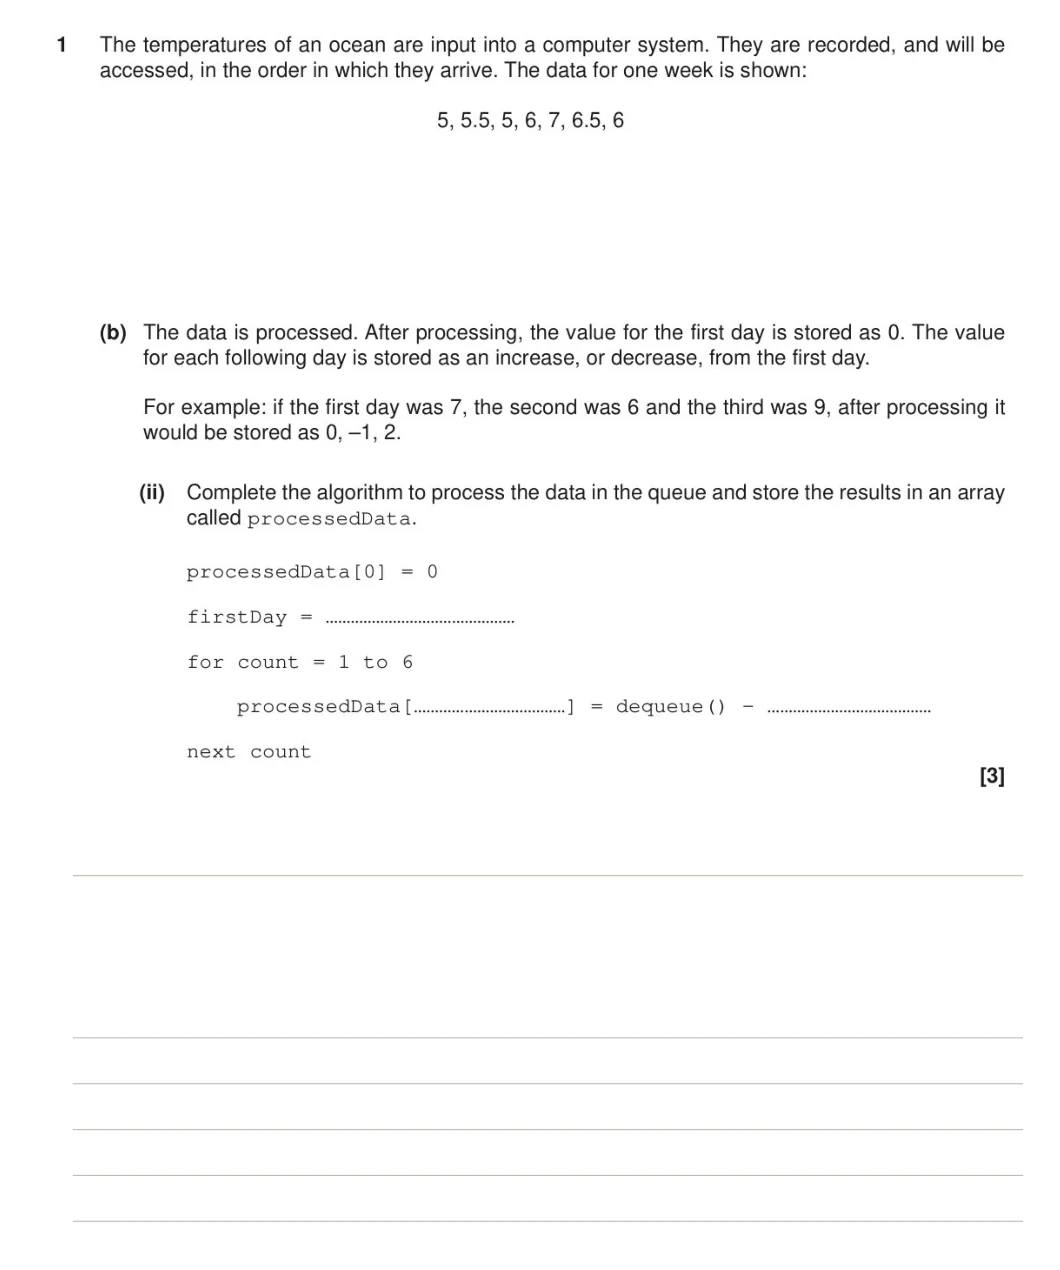 1 The temperatures of an ocean are input into a computer system. They are recorded, and will be
accessed, in the order in which they arrive. The data for one week is shown:
5, 5.5, 5, 6, 7, 6.5, 6
(b) The data is processed. After processing, the value for the first day is stored as 0. The value
for each following day is stored as an increase, or decrease, from the first day.
For example: if the first day was 7, the second was 6 and the third was 9, after processing it
would be stored as 0, –1, 2.
(ii) Complete the algorithm to process the data in the queue and store the results in an array
called processedData.
processedData[0] = 0
firstDay = .............................................
for count = 1 to 6
processedData[....................................] = dequeue() – .......................................
next count
[3]